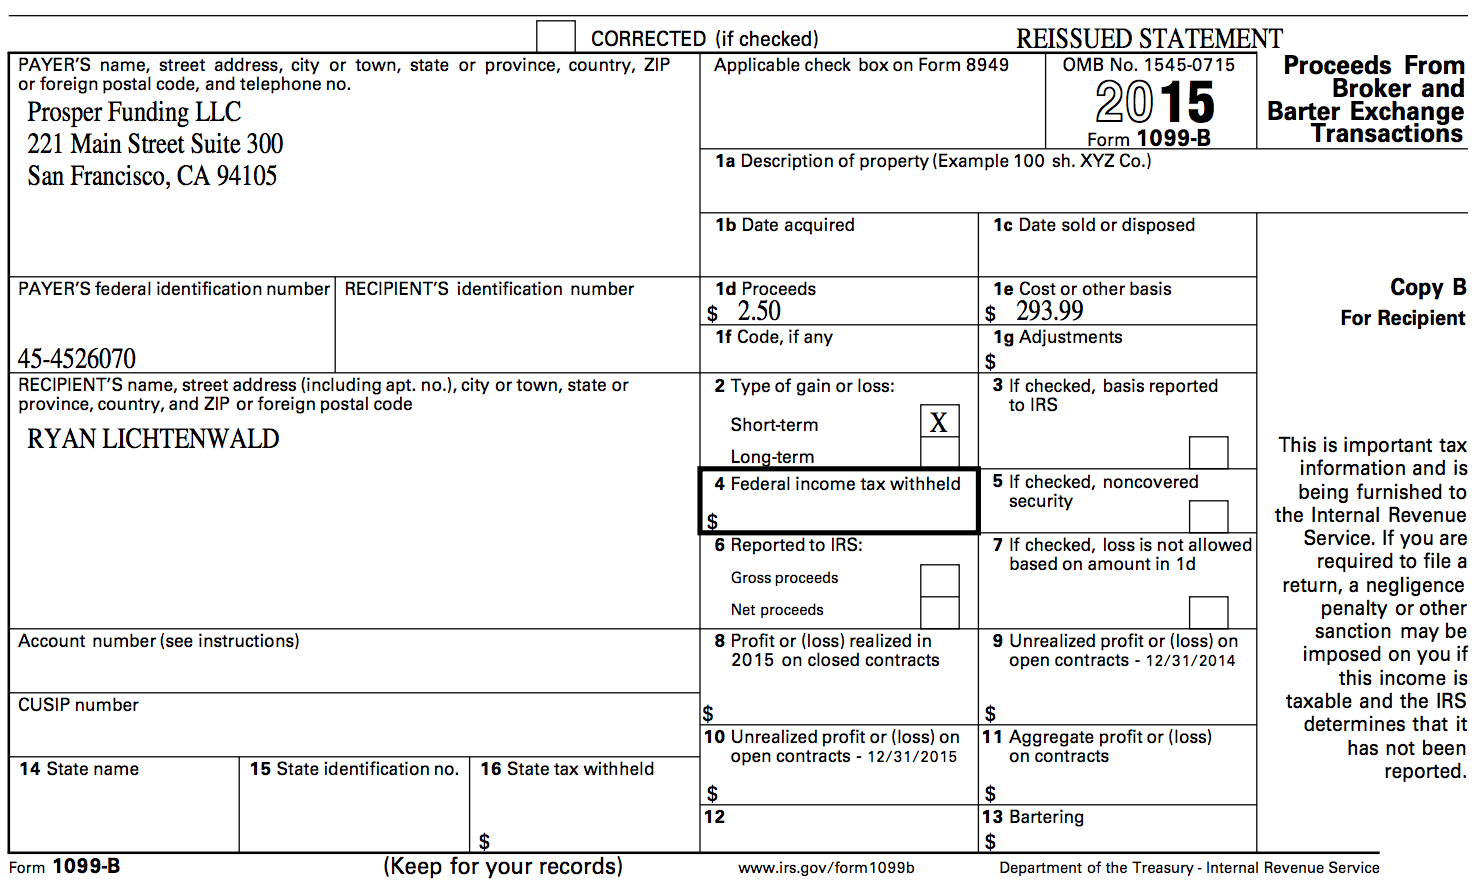 CORRECTED (if checked)
REISSUED STATEMENT
PAYER'S name, street address, city or town, state or province, country, ZIP
or foreign postal code, and telephone no.
Prosper Funding LLC
221 Main Street Suite 300
San Francisco, CA 94105
Applicable check box on Form 8949
OMB No. 1545-0715
2015
Form 1099-B
Proceeds From
Broker and
Barter Exchange
Transactions
1a Description of property (Example 100 sh. XYZ Co.)
1b Date acquired
1c Date sold or disposed
PAYER'S federal identification number
45-4526070
RECIPIENT'S identification number
1d Proceeds
$ 2.50
1e Cost or other basis
$ 293.99
Copy B
For Recipient
1f Code, if any
1g Adjustments
$
RECIPIENT'S name, street address (including apt. no.), city or town, state or
province, country, and ZIP or foreign postal code
RYAN LICHTENWALD
2 Type of gain or loss:
Short-term X
Long-term
3 If checked, basis reported
to IRS
4 Federal income tax withheld
$
5 If checked, noncovered
security
6 Reported to IRS:
Gross proceeds
Net proceeds
7 If checked, loss is not allowed
based on amount in 1d
This is important tax
information and is
being furnished to
the Internal Revenue
Service. If you are
required to file a
return, a negligence
penalty or other
sanction may be
imposed on you if
this income is
taxable and the IRS
determines that it
has not been
reported.
Account number (see instructions)
8 Profit or (loss) realized in
2015 on closed contracts
$
9 Unrealized profit or (loss) on
open contracts - 12/31/2014
$
CUSIP number
10 Unrealized profit or (loss) on
open contracts - 12/31/2015
$
11 Aggregate profit or (loss)
on contracts
$
14 State name
15 State identification no.
16 State tax withheld
$
12
13 Bartering
$
Form 1099-B
(Keep for your records)
www.irs.gov/form1099b
Department of the Treasury - Internal Revenue Service